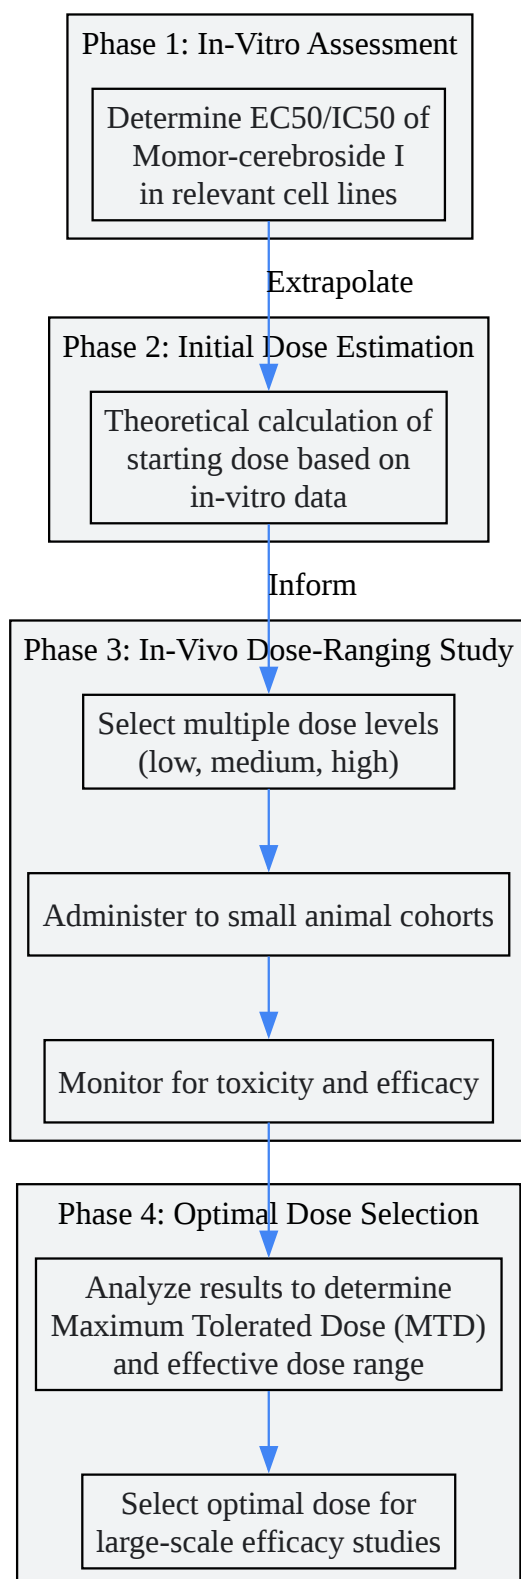 Phase 1: In-Vitro Assessment
Determine EC50/IC50 of
Momor-cerebroside I
in relevant cell lines
Extrapolate
Phase 2: Initial Dose Estimation
Theoretical calculation of
starting dose based on
in-vitro data
Inform
Phase 3: In-Vivo Dose-Ranging Study
Select multiple dose levels
(low, medium, high)
Administer to small animal cohorts
Monitor for toxicity and efficacy
Phase 4: Optimal Dose Selection
Analyze results to determine
Maximum Tolerated Dose (MTD)
and effective dose range
Select optimal dose for
large-scale efficacy studies